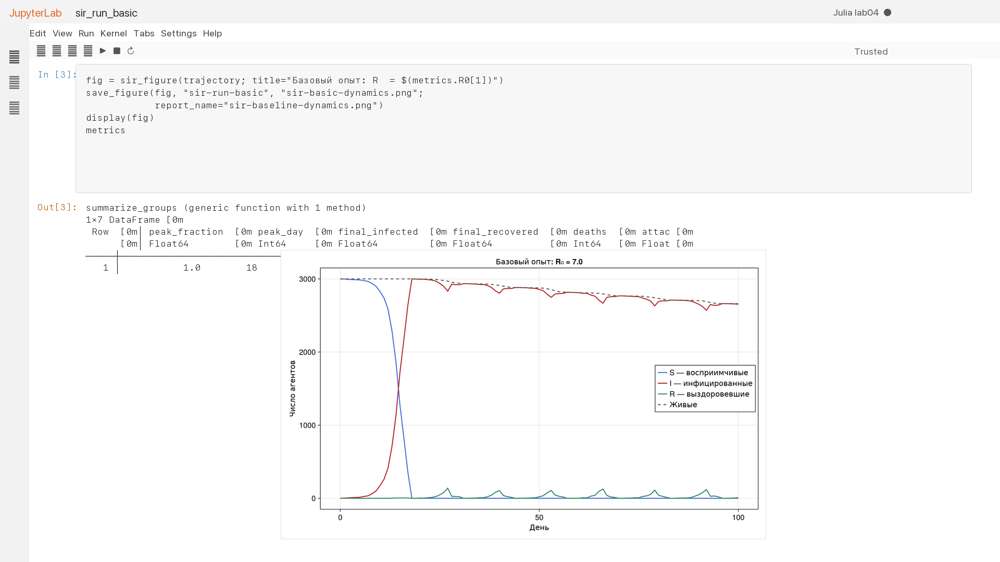 JupyterLab sir_run_basic Julia lab04
Edit View Run Kernel Tabs Settings Help
Trusted
In [3]:
fig = sir_figure(trajectory; title="Базовый опыт: R  = $(metrics.R0[1])")
save_figure(fig, "sir-run-basic", "sir-basic-dynamics.png";
            report_name="sir-baseline-dynamics.png")
display(fig)
metrics
Out[3]:
summarize_groups (generic function with 1 method)
1×7 DataFrame [0m
Row [0m│ peak_fraction [0m peak_day [0m final_infected [0m final_recovered [0m deaths [0m attac [0m
[0m│ Float64 [0m Int64 [0m Float64 [0m Float64 [0m Int64 [0m Float [0m
1 │ 1.0 18
Базовый опыт: R₀ = 7.0
3000
2000
1000
0
Число агентов
S — восприимчивые
I — инфицированные
R — выздоровевшие
Живые
0 50 100
День